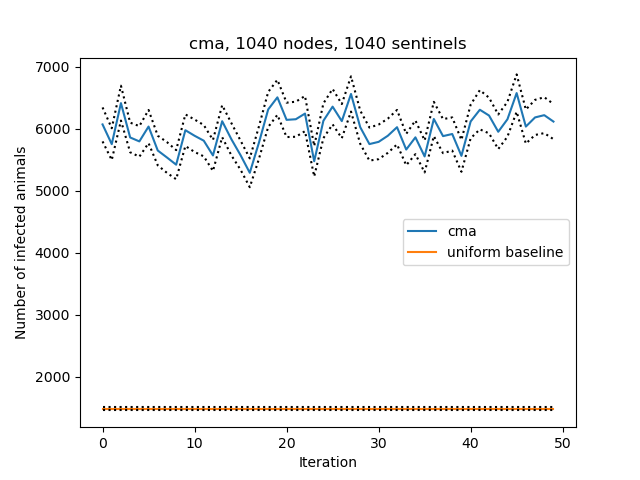 cma, 1040 nodes, 1040 sentinels
Number of infected animals
7000
6000
5000
4000
3000
2000
cma
uniform baseline
0
10
20
30
40
50
Iteration